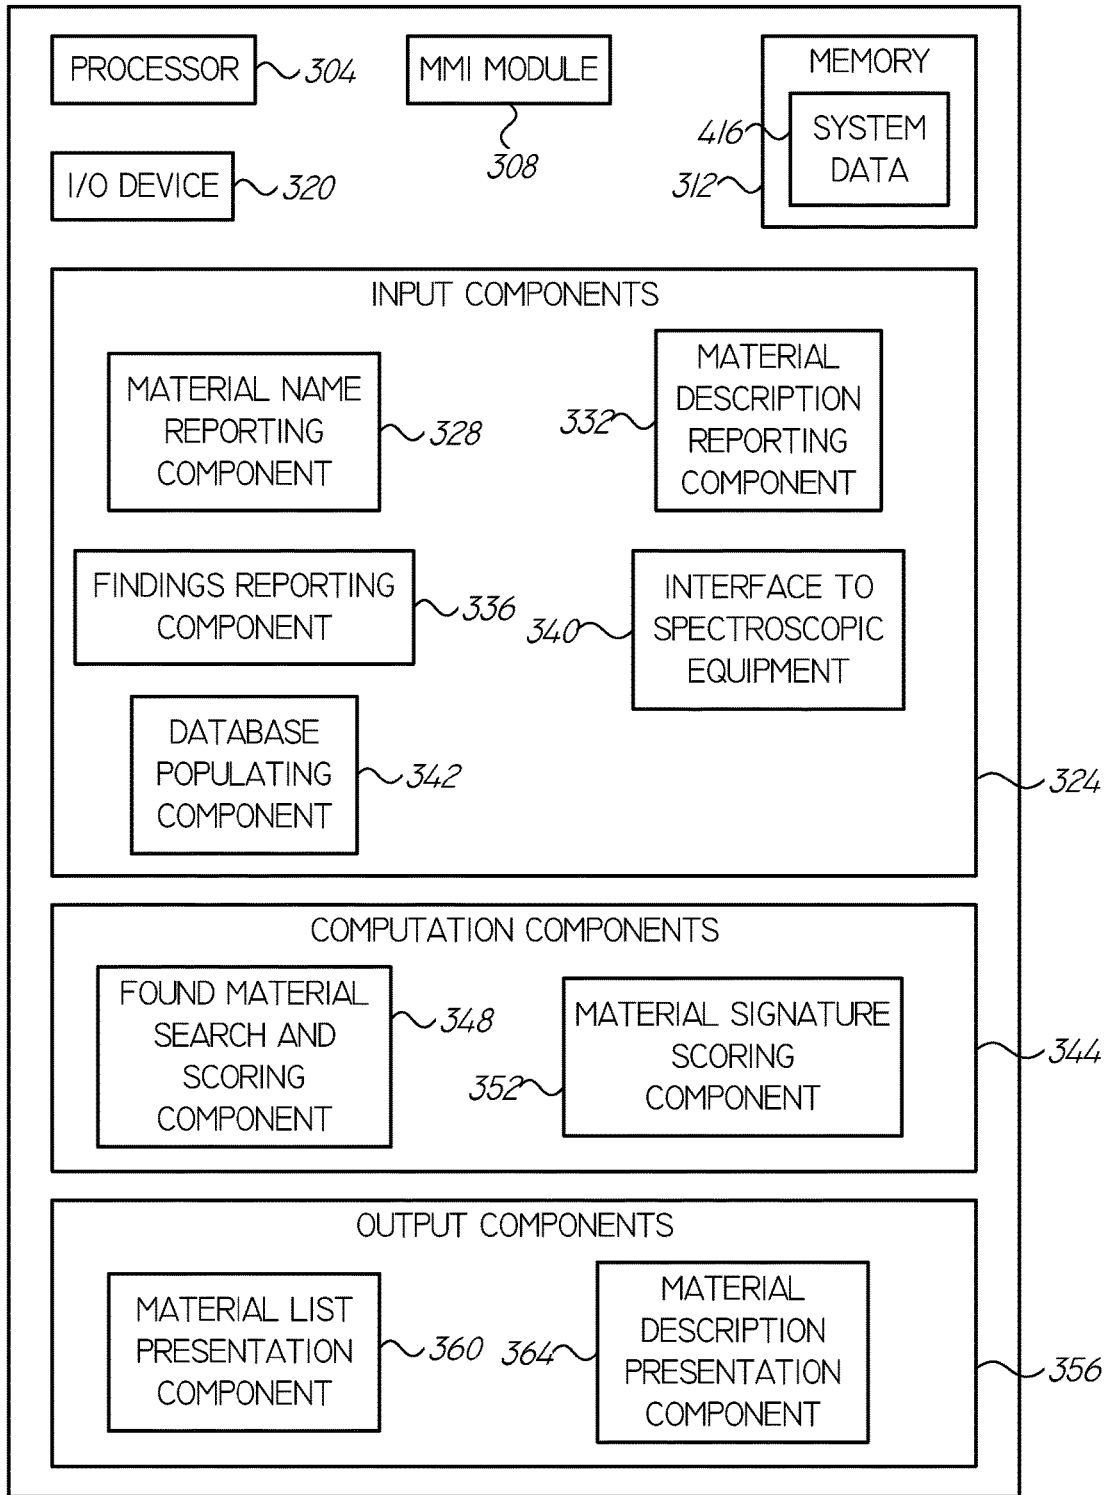 PROCESSOR
304
MMI MODULE
308
MEMORY
416
SYSTEM
DATA
312
I/O DEVICE
320
INPUT COMPONENTS
MATERIAL NAME
REPORTING
COMPONENT
328
332
MATERIAL
DESCRIPTION
REPORTING
COMPONENT
FINDINGS REPORTING
COMPONENT
336
340
INTERFACE TO
SPECTROSCOPIC
EQUIPMENT
DATABASE
POPULATING
COMPONENT
342
324
COMPUTATION COMPONENTS
FOUND MATERIAL
SEARCH AND
SCORING
COMPONENT
348
352
MATERIAL SIGNATURE
SCORING
COMPONENT
344
OUTPUT COMPONENTS
MATERIAL LIST
PRESENTATION
COMPONENT
360
364
MATERIAL
DESCRIPTION
PRESENTATION
COMPONENT
356